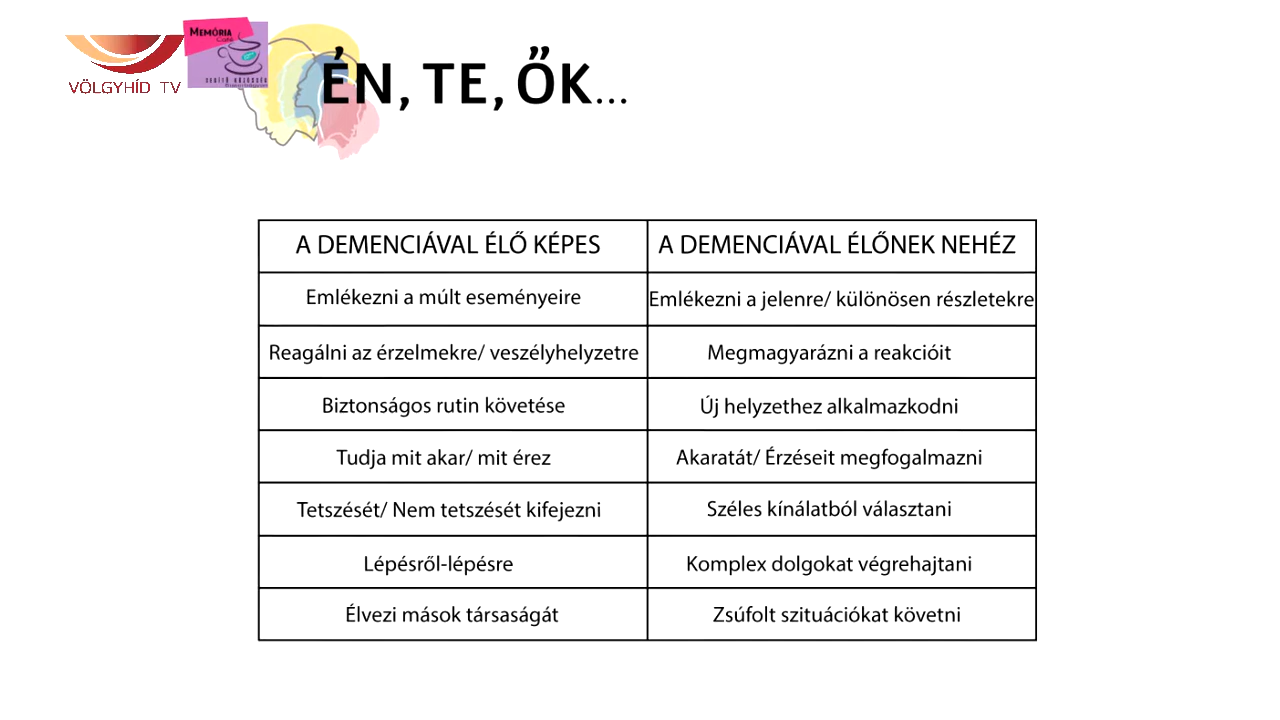 VÖLGYHÍD TV
MEMÓRIA
Café
SEGÍTŐ KÖZÖSSÉG
ÉN, TE, ŐK...
A DEMENCIÁVAL ÉLŐ KÉPES
A DEMENCIÁVAL ÉLŐNEK NEHÉZ
Emlékezni a múlt eseményeire
Emlékezni a jelenre/ különösen részletekre
Reagálni az érzelmekre/ veszélyhelyzetre
Megmagyarázni a reakcióit
Biztonságos rutin követése
Új helyzethez alkalmazkodni
Tudja mit akar/ mit érez
Akaratát/ Érzéseit megfogalmazni
Tetszését/ Nem tetszését kifejezni
Széles kínálatból választani
Lépésről-lépésre
Komplex dolgokat végrehajtani
Élvezi mások társaságát
Zsúfolt szituációkat követni